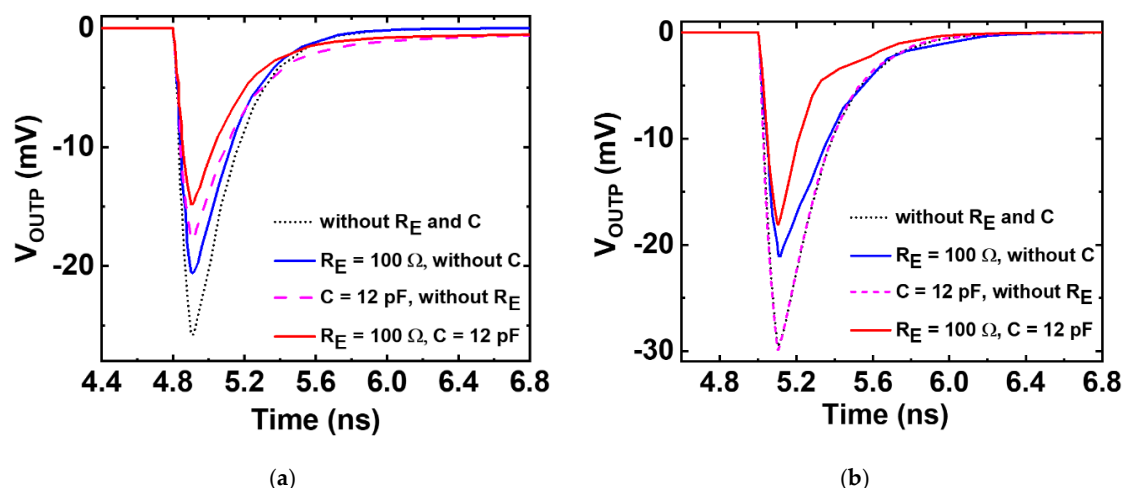 0
-10
-20
V_OUTP (mV)
without R_E and C
R_E = 100 Ω, without C
C = 12 pF, without R_E
R_E = 100 Ω, C = 12 pF
4.4 4.8 5.2 5.6 6.0 6.4 6.8
Time (ns)
(a)
0
-10
-20
-30
V_OUTP (mV)
without R_E and C
R_E = 100 Ω, without C
C = 12 pF, without R_E
R_E = 100 Ω, C = 12 pF
4.8 5.2 5.6 6.0 6.4 6.8
Time (ns)
(b)